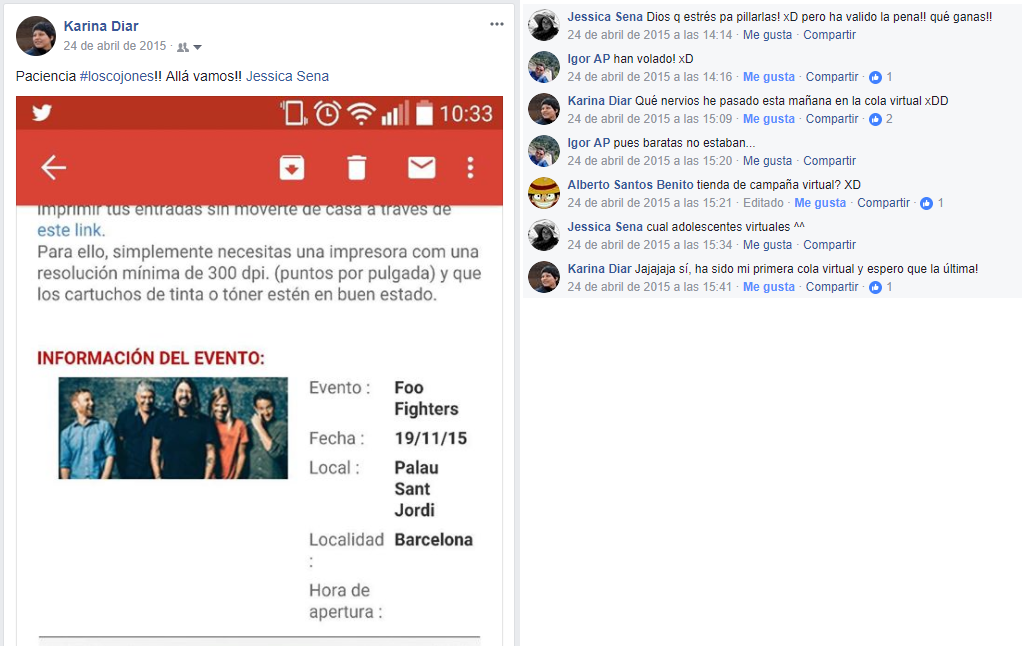 Karina Diar
24 de abril de 2015 ·
Paciencia #loscojones!! Allá vamos!! Jessica Sena
10:33
Imprimir tus entradas sin moverte de casa a través de
este link.
Para ello, simplemente necesitas una impresora com una
resolución mínima de 300 dpi. (puntos por pulgada) y que
los cartuchos de tinta o tóner estén en buen estado.
INFORMACIÓN DEL EVENTO:
Evento : Foo
Fighters
Fecha : 19/11/15
Local : Palau
Sant
Jordi
Localidad Barcelona
:
Hora de
apertura :
Jessica Sena Dios q estrés pa pillarlas! xD pero ha valido la pena!! qué ganas!!
24 de abril de 2015 a las 14:14 · Me gusta · Compartir
Igor AP han volado! xD
24 de abril de 2015 a las 14:16 · Me gusta · Compartir · 1
Karina Diar Qué nervios he pasado esta mañana en la cola virtual xDD
24 de abril de 2015 a las 15:09 · Me gusta · Compartir · 2
Igor AP pues baratas no estaban...
24 de abril de 2015 a las 15:20 · Me gusta · Compartir
Alberto Santos Benito tienda de campaña virtual? XD
24 de abril de 2015 a las 15:21 · Editado · Me gusta · Compartir · 1
Jessica Sena cual adolescentes virtuales ^^
24 de abril de 2015 a las 15:34 · Me gusta · Compartir
Karina Diar Jajajaja sí, ha sido mi primera cola virtual y espero que la última!
24 de abril de 2015 a las 15:41 · Me gusta · Compartir · 1